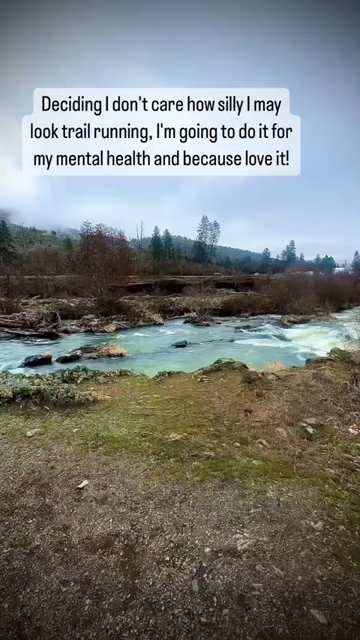 Deciding I don't care how silly I may
look trail running, I'm going to do it for
my mental health and because love it!